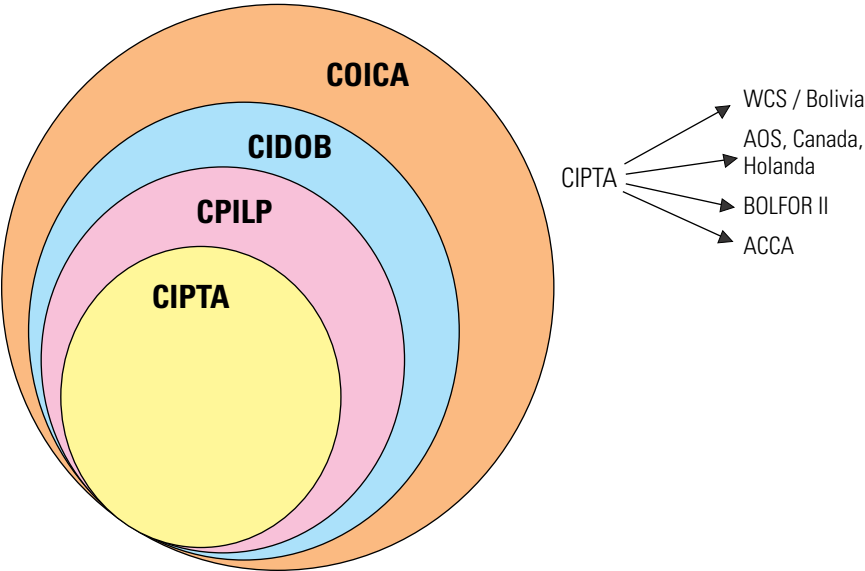 COICA
CIDOB
CPILP
CIPTA
CIPTA
WCS / Bolivia
AOS, Canada,
Holanda
BOLFOR II
ACCA